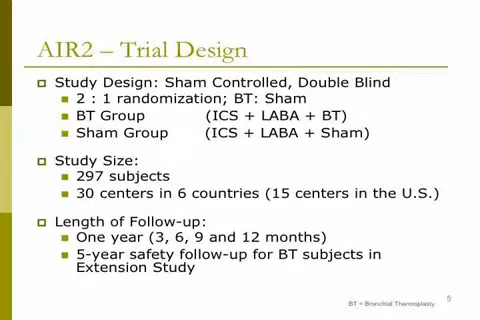 AIR2 – Trial Design
Study Design: Sham Controlled, Double Blind
2 : 1 randomization; BT: Sham
BT Group (ICS + LABA + BT)
Sham Group (ICS + LABA + Sham)
Study Size:
297 subjects
30 centers in 6 countries (15 centers in the U.S.)
Length of Follow-up:
One year (3, 6, 9 and 12 months)
5-year safety follow-up for BT subjects in
Extension Study
BT = Bronchial Thermoplasty
5